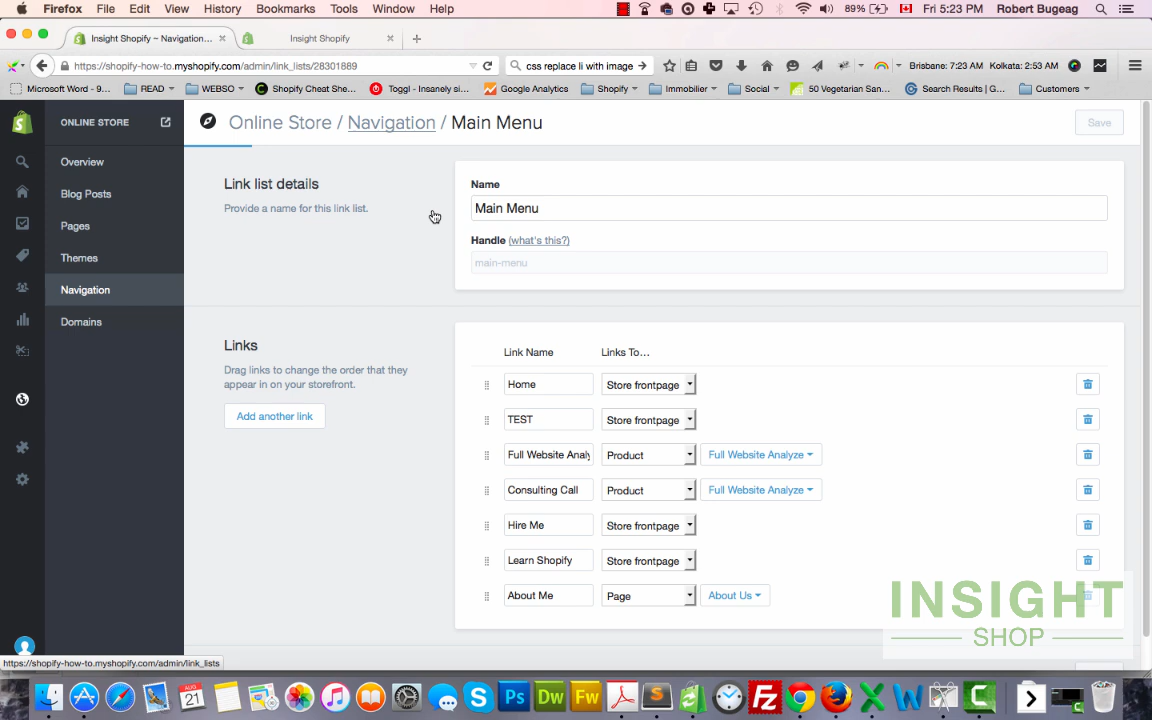 Firefox File Edit View History Bookmarks Tools Window Help 89% Fri 5:23 PM Robert Bugeag
Insight Shopify ~ Navigation... Insight Shopify
https://shopify-how-to.myshopify.com/admin/link_lists/28301889 css replace li with image Brisbane: 7:23 AM Kolkata: 2:53 AM
Microsoft Word - 9... READ WEBSO Shopify Cheat She... Toggl - Insanely si... Google Analytics Shopify Immobilier Social 50 Vegetarian San... Search Results | G... Customers
ONLINE STORE
Online Store / Navigation / Main Menu
Save
Overview
Blog Posts
Pages
Themes
Navigation
Domains
Link list details
Provide a name for this link list.
Name
Main Menu
Handle (what's this?)
main-menu
Links
Drag links to change the order that they
appear in on your storefront.
Add another link
Link Name Links To...
Home Store frontpage
TEST Store frontpage
Full Website Analy Product Full Website Analyze
Consulting Call Product Full Website Analyze
Hire Me Store frontpage
Learn Shopify Store frontpage
About Me Page About Us
INSIGHT
SHOP
https://shopify-how-to.myshopify.com/admin/link_lists
AUG
21
Ps Dw Fw